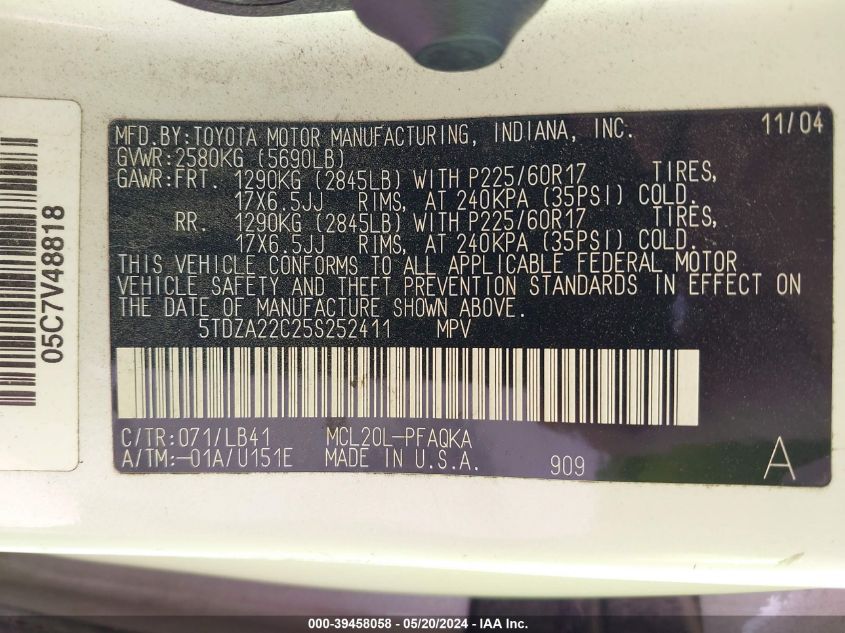 MFD.BY:TOYOTA MOTOR MANUFACTURING, INDIANA, INC. 11/04
GVWR:2580KG (5690LB)
GAWR:FRT. 1290KG (2845LB) WITH P225/60R17 TIRES,
17X6.5JJ RIMS, AT 240KPA (35PSI) COLD.
RR. 1290KG (2845LB) WITH P225/60R17 TIRES,
17X6.5JJ RIMS, AT 240KPA (35PSI) COLD.
THIS VEHICLE CONFORMS TO ALL APPLICABLE FEDERAL MOTOR
VEHICLE SAFETY AND THEFT PREVENTION STANDARDS IN EFFECT ON
THE DATE OF MANUFACTURE SHOWN ABOVE.
5TDZA22C25S252411 MPV
C/TR:071/LB41 MCL20L-PFAQKA
A/TM:-01A/U151E MADE IN U.S.A. 909 A
05C7V48818
000-39458058 - 05/20/2024 - IAA Inc.